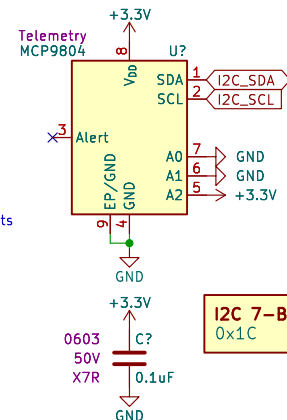 +3.3V
Telemetry
MCP9804
8
U?
VDD
SDA 1 I2C_SDA
SCL 2 I2C_SCL
3 Alert
A0 7 GND
A1 6 GND
A2 5 +3.3V
EP/GND
GND
9 4
ts
GND
+3.3V
0603 C?
50V
X7R 0.1uF
GND
I2C 7-B
0x1C